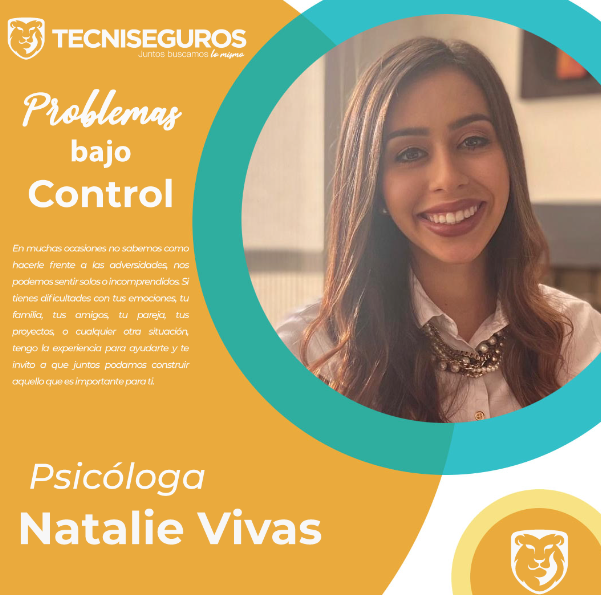 TECNISEGUROS
Juntos buscamos lo mismo
Problemas
bajo
Control
En muchas ocasiones no sabemos como
hacerle frente a las adversidades, nos
podemos sentir solos o incomprendidos. Si
tienes dificultades con tus emociones, tu
familia, tus amigos, tu pareja, tus
proyectos, o cualquier otra situación,
tengo la experiencia para ayudarte y te
invito a que juntos podamos construir
aquello que es importante para ti.
Psicóloga
Natalie Vivas